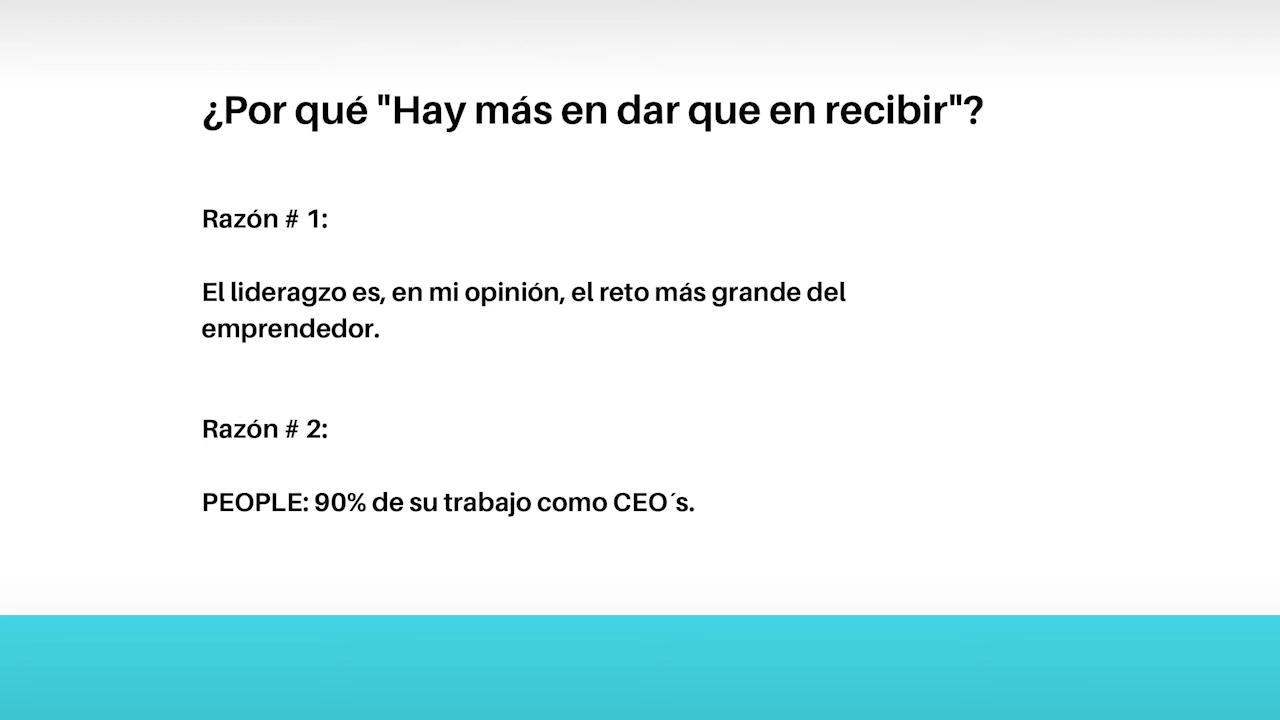 ¿Por qué "Hay más en dar que en recibir"?
Razón # 1:
El lideragzo es, en mi opinión, el reto más grande del
emprendedor.
Razón # 2:
PEOPLE: 90% de su trabajo como CEO´s.